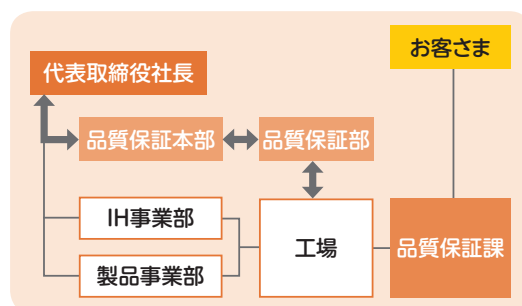 お客さま
代表取締役社長
品質保証本部
品質保証部
IH事業部
製品事業部
工場
品質保証課